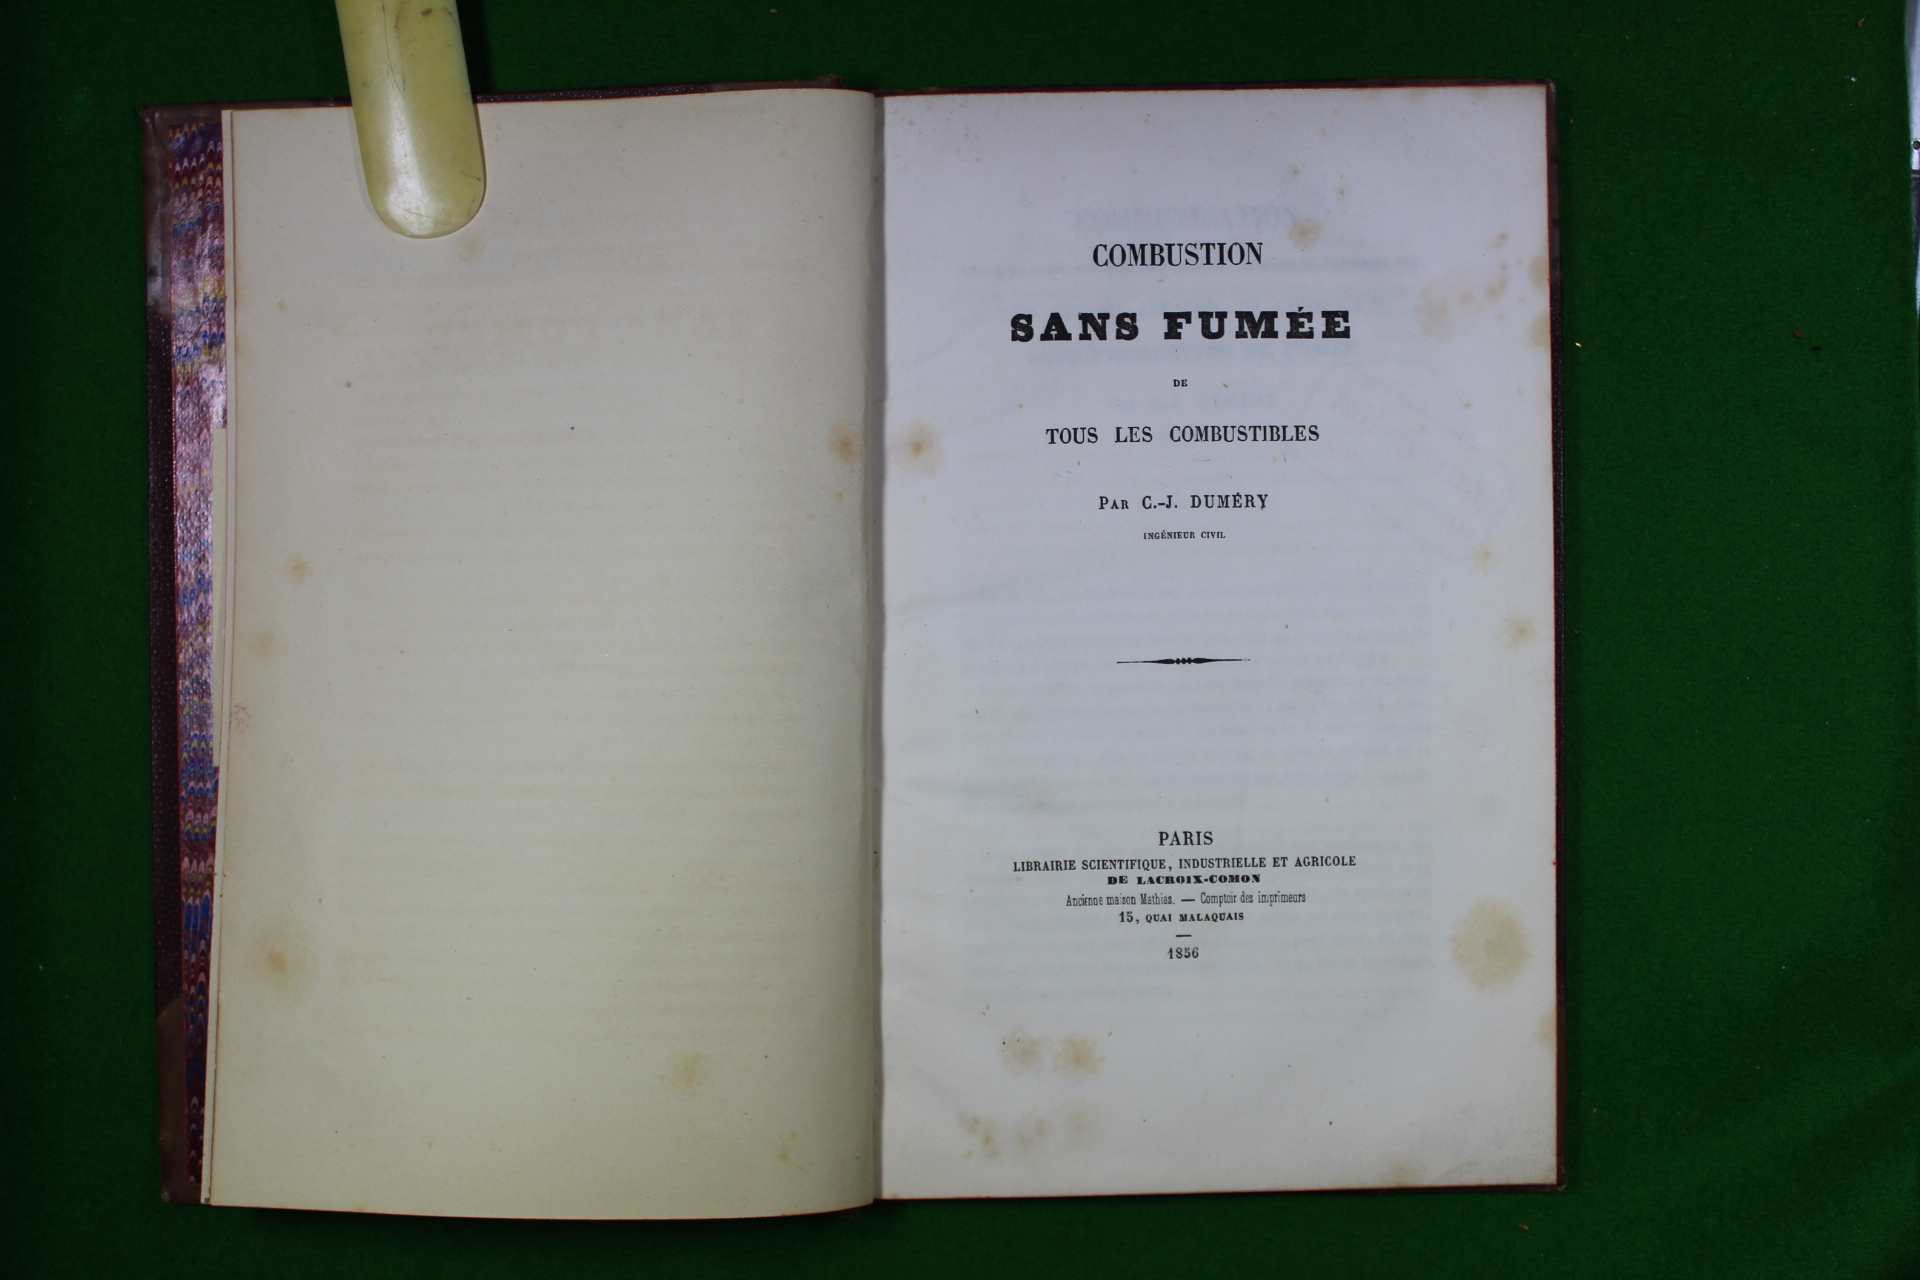 COMBUSTION
SANS FUMÉE
DE
TOUS LES COMBUSTIBLES
PAR C.-J. DUMÉRY
INGÉNIEUR CIVIL
PARIS
LIBRAIRIE SCIENTIFIQUE, INDUSTRIELLE ET AGRICOLE
DE LACROIX-COMON
Ancienne maison Mathias. — Comptoir des imprimeurs
15, QUAI MALAQUAIS
—
1856